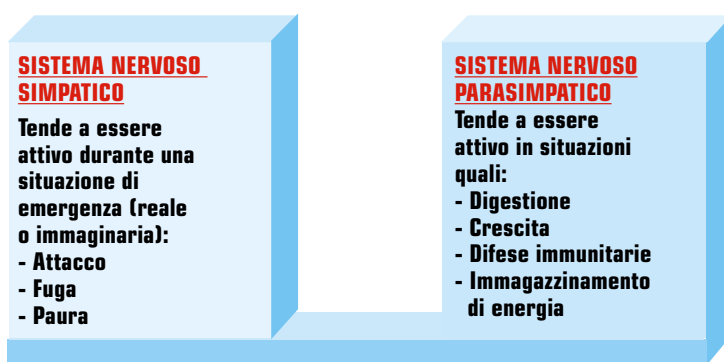 SISTEMA NERVOSO
SIMPATICO
Tende a essere
attivo durante una
situazione di
emergenza (reale
o immaginaria):
- Attacco
- Fuga
- Paura
SISTEMA NERVOSO
PARASIMPATICO
Tende a essere
attivo in situazioni
quali:
- Digestione
- Crescita
- Difese immunitarie
- Immagazzinamento
di energia